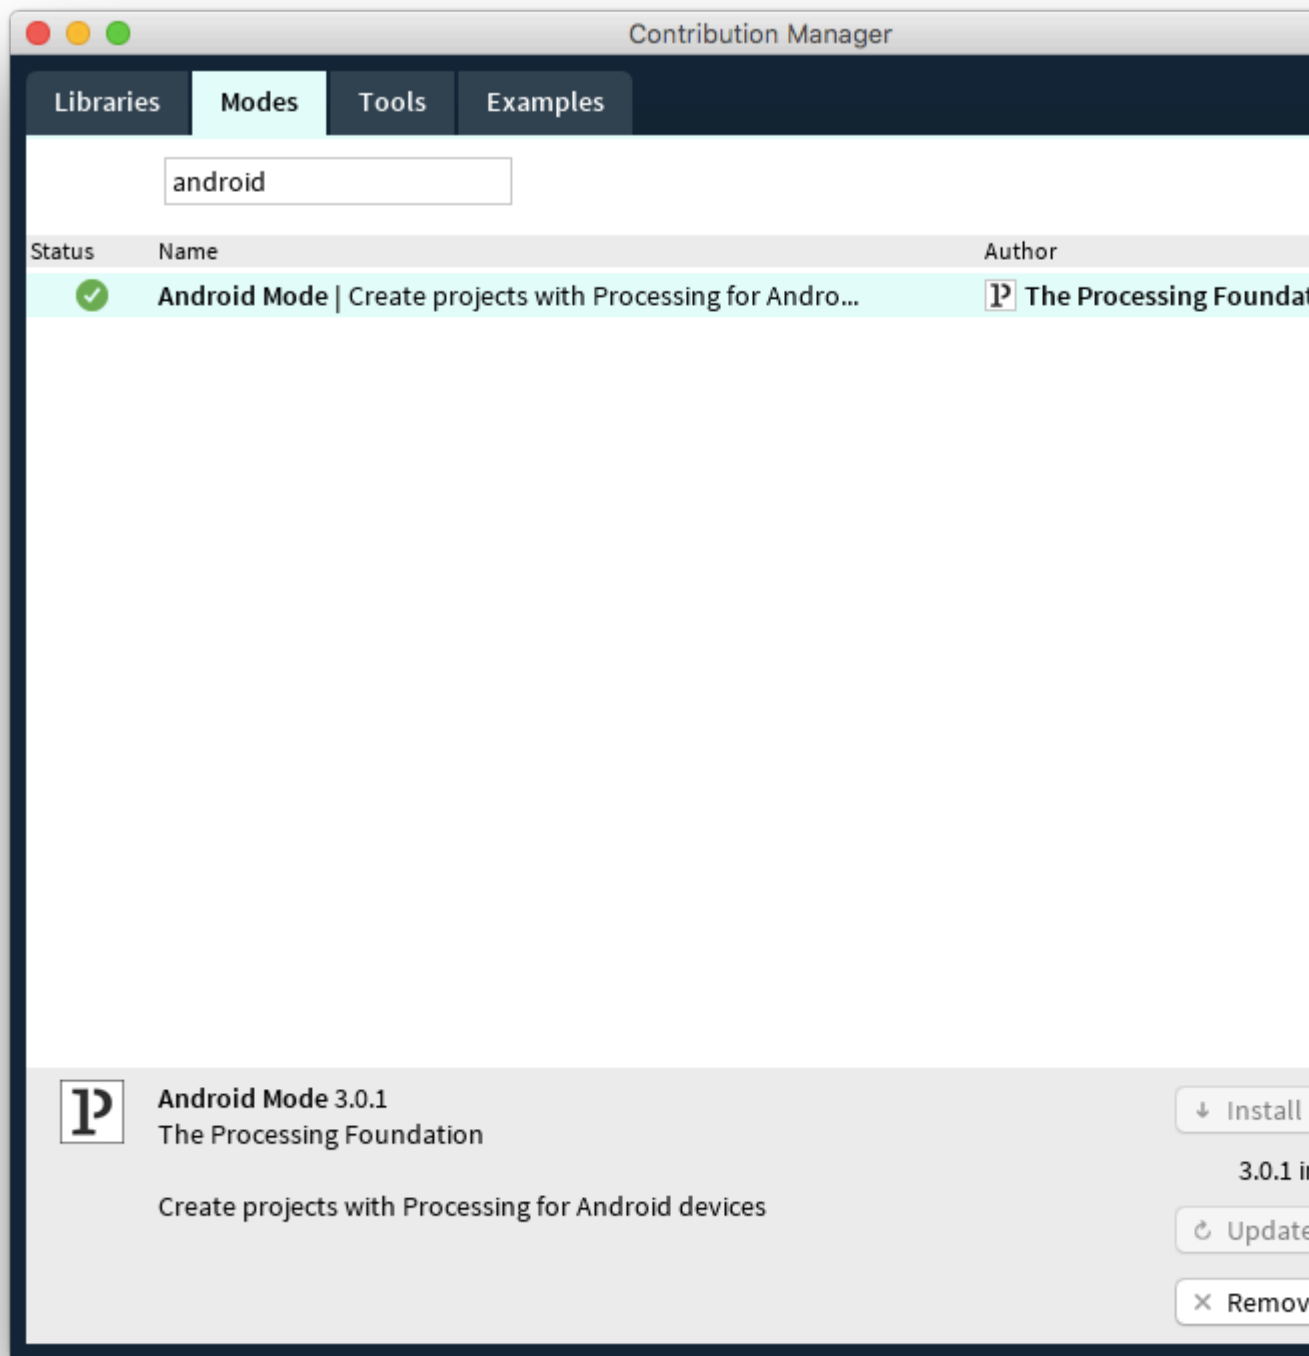 Contribution Manager
Libraries Modes Tools Examples
android
Status Name Author
Android Mode | Create projects with Processing for Andro... The Processing Foundat
Android Mode 3.0.1
The Processing Foundation
Create projects with Processing for Android devices
Install
3.0.1 i
Update
Remov